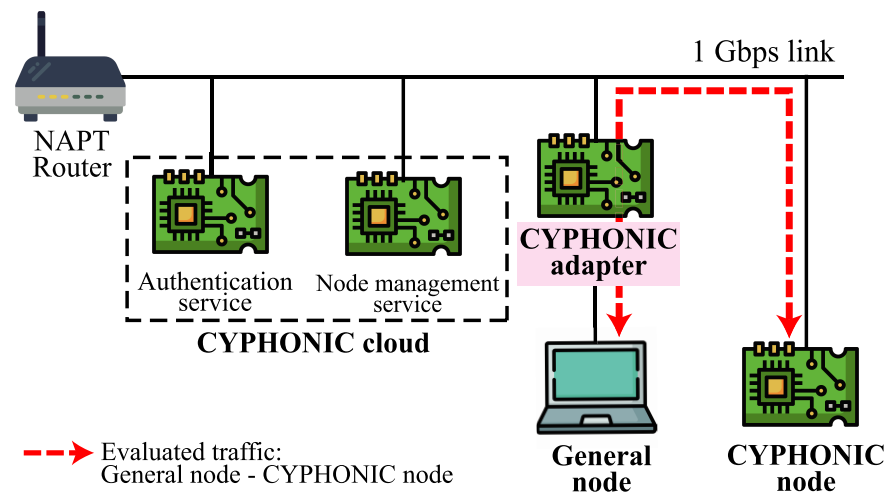 1 Gbps link
NAPT
Router
Authentication
service
Node management
service
CYPHONIC cloud
CYPHONIC
adapter
General
node
CYPHONIC
node
Evaluated traffic:
General node - CYPHONIC node